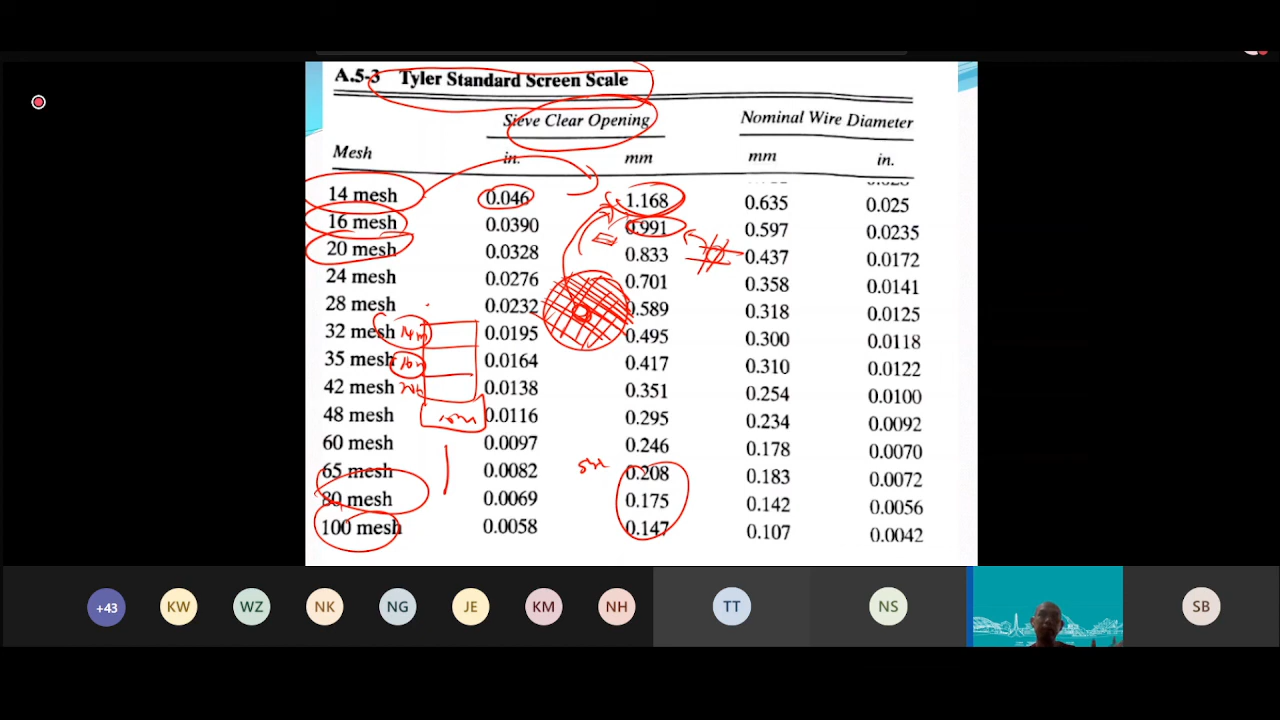 A.5-3 Tyler Standard Screen Scale
Sieve Clear Opening Nominal Wire Diameter
Mesh in. mm mm in.
14 mesh 0.046 1.168 0.635 0.025
16 mesh 0.0390 0.991 0.597 0.0235
20 mesh 0.0328 0.833 0.437 0.0172
24 mesh 0.0276 0.701 0.358 0.0141
28 mesh 0.0232 0.589 0.318 0.0125
32 mesh 14m 0.0195 0.495 0.300 0.0118
35 mesh 16m 0.0164 0.417 0.310 0.0122
42 mesh 0.0138 0.351 0.254 0.0100
48 mesh 0.0116 0.295 0.234 0.0092
60 mesh 0.0097 0.246 0.178 0.0070
65 mesh 0.0082 0.208 0.183 0.0072
80 mesh 0.0069 0.175 0.142 0.0056
100 mesh 0.0058 0.147 0.107 0.0042
+43 KW WZ NK NG JE KM NH TT NS SB